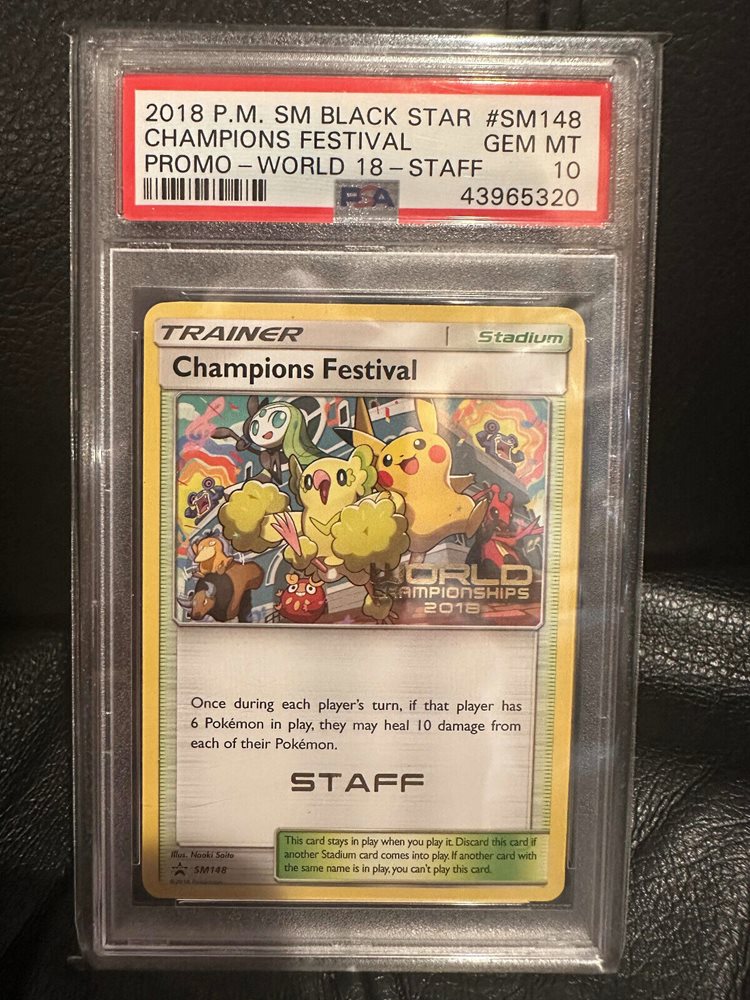 2018 P.M. SM BLACK STAR #SM148
CHAMPIONS FESTIVAL GEM MT
PROMO - WORLD 18 - STAFF 10
PSA 43965320
TRAINER Stadium
Champions Festival
WORLD
CHAMPIONSHIPS
2018
Once during each player's turn, if that player has
6 Pokémon in play, they may heal 10 damage from
each of their Pokémon.
STAFF
This card stays in play when you play it. Discard this card if
another Stadium card comes into play. If another card with
the same name is in play, you can't play this card.
Illus. Naoki Saito
SM148
©2018 Pokémon